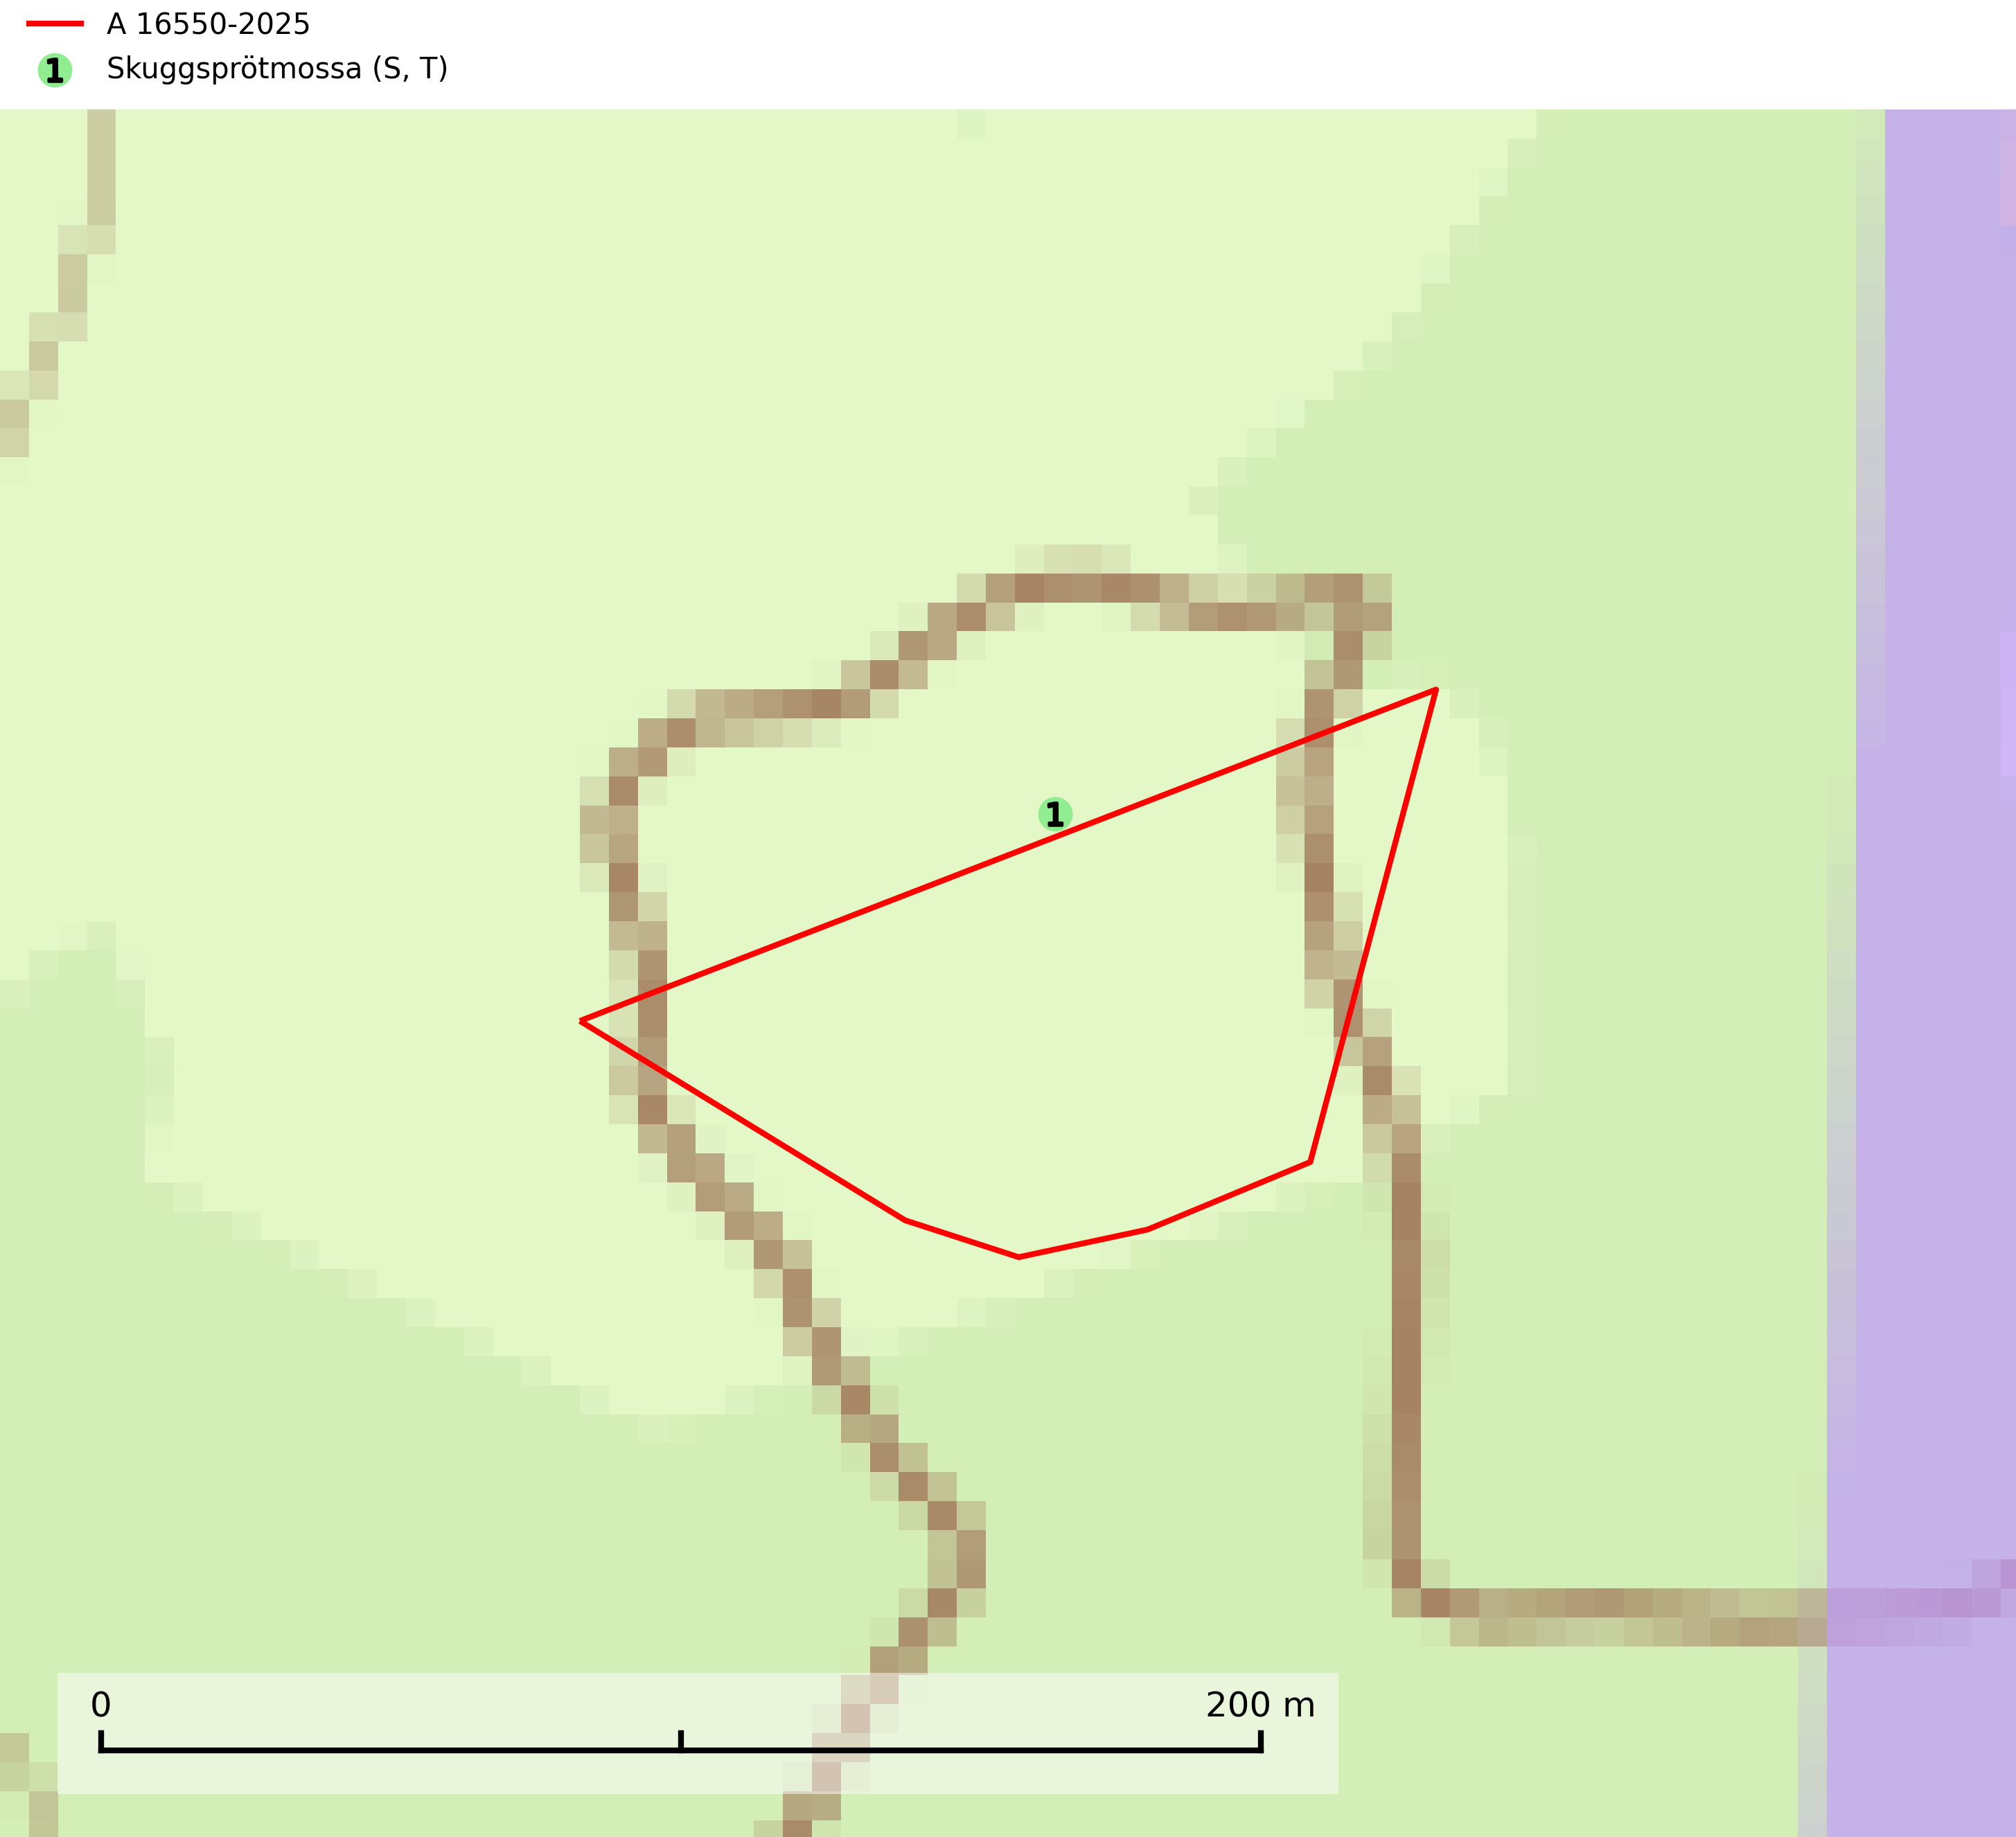 A 16550-2025
1 Skuggsprötmossa (S, T)
1
0 200 m